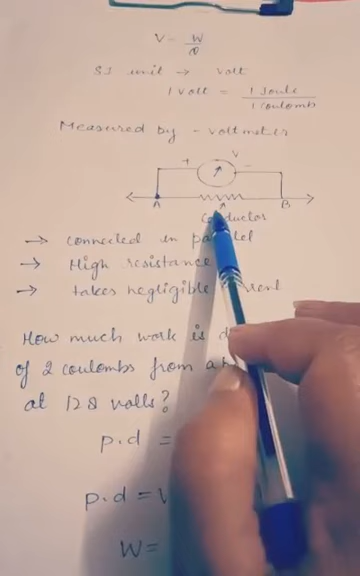 V = W
Q
SI unit → volt
1 volt = 1 Joule
1 coulomb
Measured by - voltmeter
+ V -
A B
Conductor
→ connected in parallel
→ High resistance
→ takes negligible
How much work is
of 2 coulombs from a
at 128 volts?
p.d =
p.d =
W =